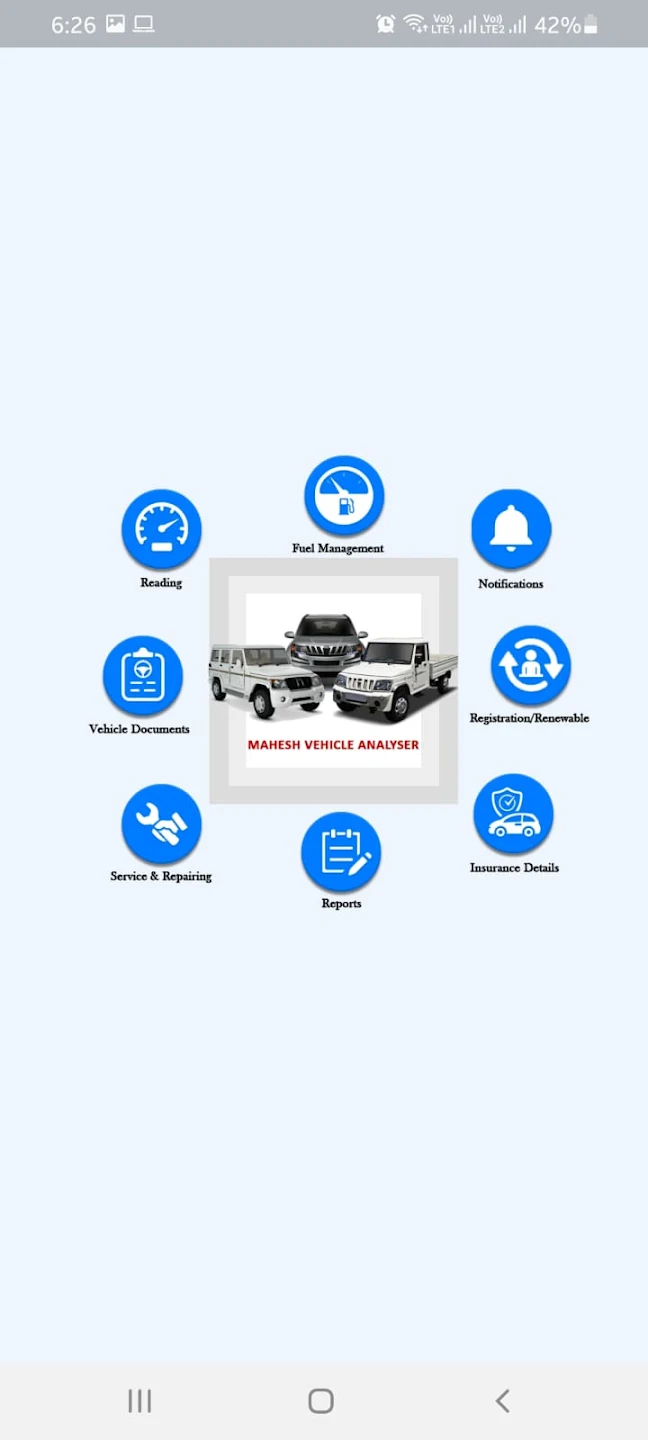 6:26
Vo)) LTE1
Vo)) LTE2
42%
Fuel Management
Reading
Notifications
Vehicle Documents
Registration/Renewable
MAHESH VEHICLE ANALYSER
Service & Repairing
Insurance Details
Reports